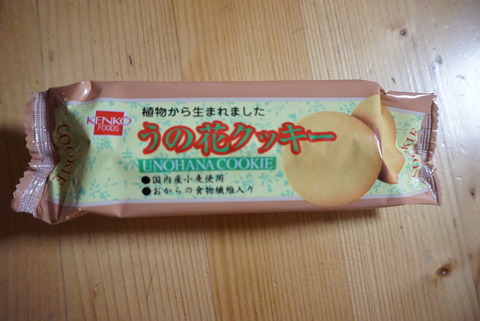 KENKO
FOODS
植物から生まれました
うの花クッキー
UNOHANA COOKIE
●国内産小麦使用
●おからの食物繊維入り
COOKIE
COOKIE